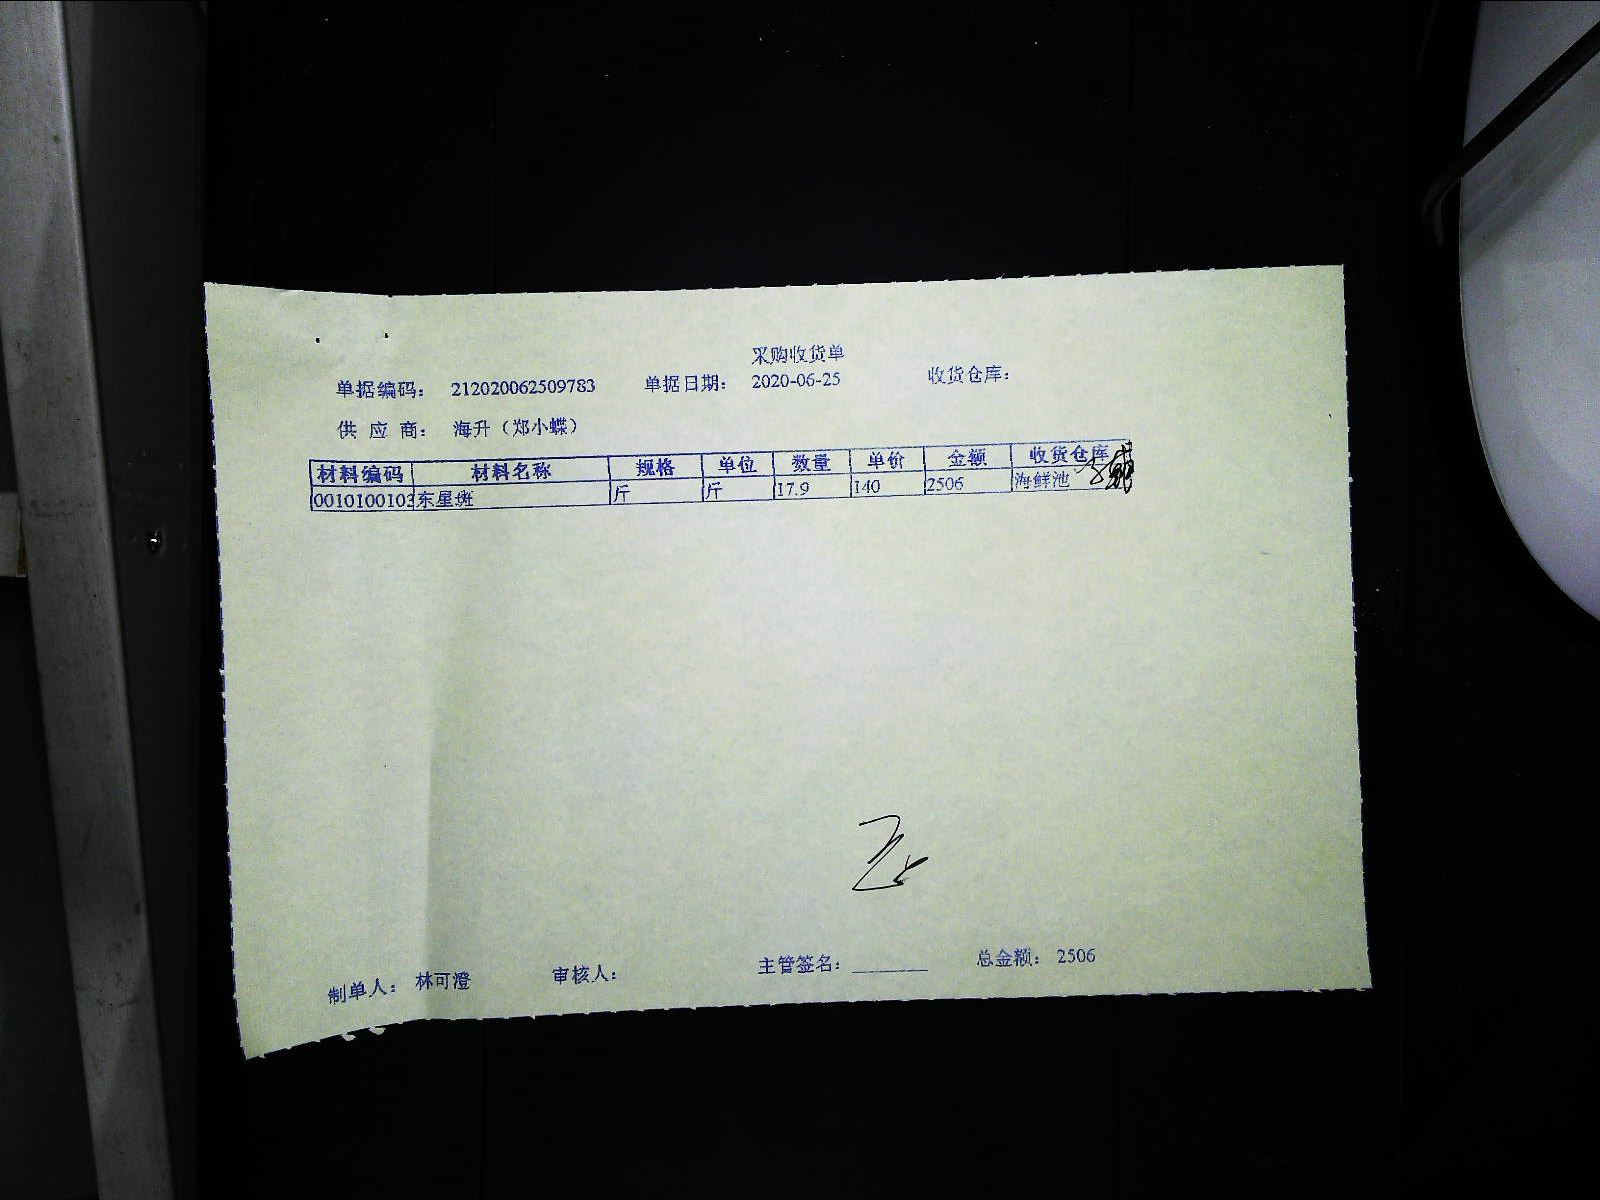 采购收货单
单据编码： 212020062509783 单据日期： 2020-06-25 收货仓库：
供 应 商： 海升（郑小蝶）
材料编码 材料名称 规格 单位 数量 单价 金额 收货仓库
0010100103 东星斑 斤 斤 17.9 140 2506 海鲜池
制单人： 林可澄 审核人： 主管签名：________ 总金额： 2506